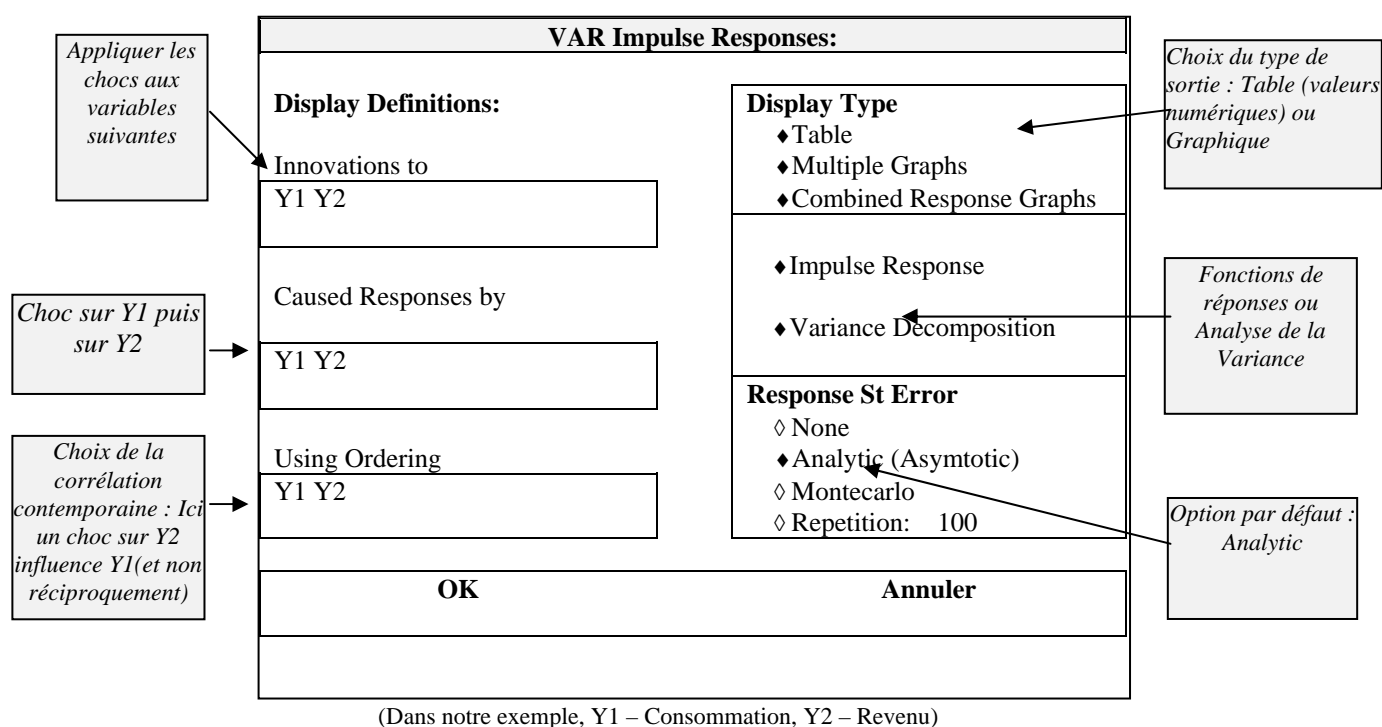 VAR Impulse Responses:
Appliquer les
chocs aux
variables
suivantes
Display Definitions:
Innovations to
Y1 Y2
Choc sur Y1 puis
sur Y2
Caused Responses by
Y1 Y2
Choix de la
corrélation
contemporaine : Ici
un choc sur Y2
influence Y1(et non
réciproquement)
Using Ordering
Y1 Y2
Display Type
♦Table
♦Multiple Graphs
♦Combined Response Graphs
Choix du type de
sortie : Table (valeurs
numériques) ou
Graphique
♦Impulse Response
♦Variance Decomposition
Fonctions de
réponses ou
Analyse de la
Variance
Response St Error
◊ None
♦Analytic (Asymtotic)
◊ Montecarlo
◊ Repetition: 100
Option par défaut :
Analytic
OK Annuler
(Dans notre exemple, Y1 – Consommation, Y2 – Revenu)